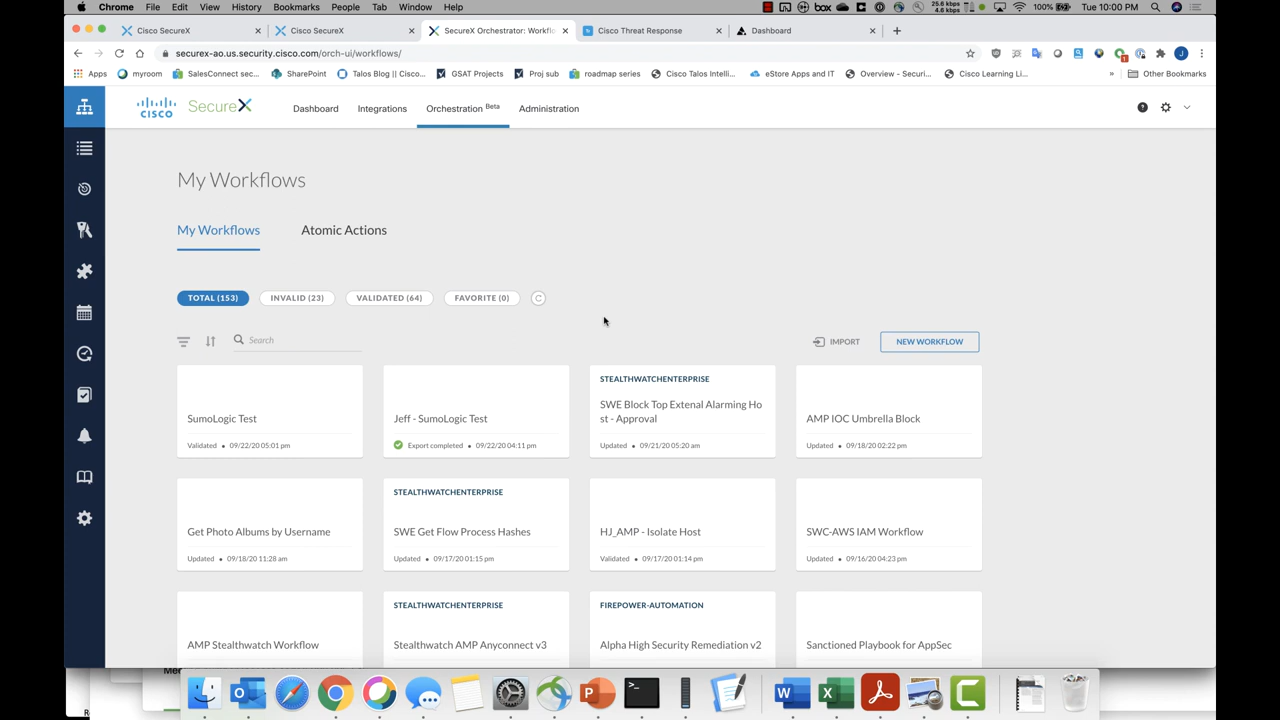 Chrome File Edit View History Bookmarks People Tab Window Help
box 25.6 kbps 4.6 kbps 100% Tue 10:00 PM
Cisco SecureX Cisco SecureX SecureX Orchestrator: Workflo Cisco Threat Response Dashboard
securex-ao.us.security.cisco.com/orch-ui/workflows/
J
Apps myroom SalesConnect sec... SharePoint Talos Blog || Cisco... GSAT Projects Proj sub roadmap series Cisco Talos Intelli... eStore Apps and IT Overview - Securi... Cisco Learning Li... » Other Bookmarks
CISCO SecureX Dashboard Integrations Orchestration Beta Administration
My Workflows
My Workflows Atomic Actions
TOTAL (153) INVALID (23) VALIDATED (64) FAVORITE (0)
Search IMPORT NEW WORKFLOW
SumoLogic Test
Validated • 09/22/20 05:01 pm
Jeff - SumoLogic Test
Export completed • 09/22/20 04:11 pm
STEALTHWATCHENTERPRISE
SWE Block Top Extenal Alarming Ho
st - Approval
Updated • 09/21/20 05:20 am
AMP IOC Umbrella Block
Updated • 09/18/20 02:22 pm
Get Photo Albums by Username
Updated • 09/18/20 11:28 am
STEALTHWATCHENTERPRISE
SWE Get Flow Process Hashes
Updated • 09/17/20 01:15 pm
HJ_AMP - Isolate Host
Validated • 09/17/20 01:14 pm
SWC-AWS IAM Workflow
Updated • 09/16/20 04:23 pm
AMP Stealthwatch Workflow
STEALTHWATCHENTERPRISE
Stealthwatch AMP Anyconnect v3
FIREPOWER-AUTOMATION
Alpha High Security Remediation v2
Sanctioned Playbook for AppSec